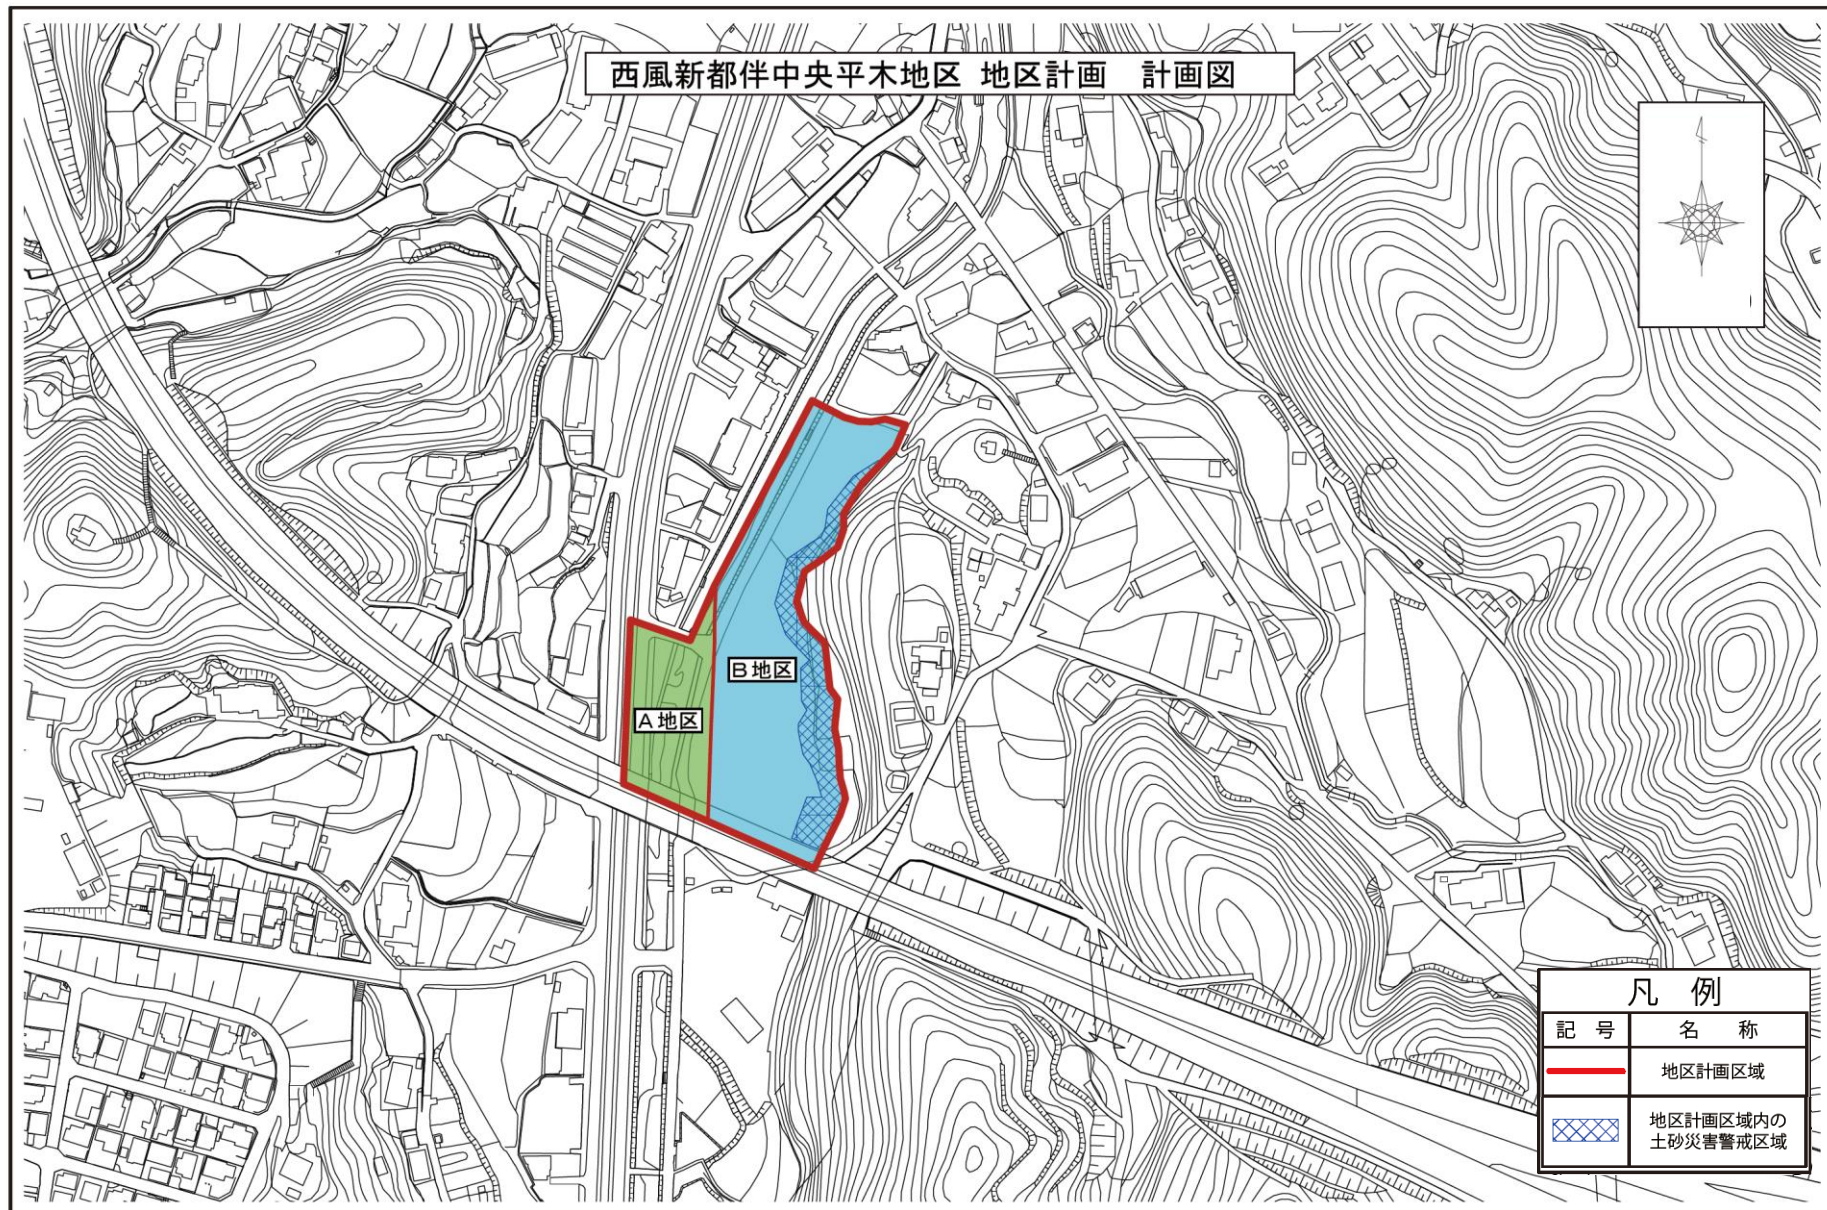 西風新都伴中央平木地区 地区計画　計画図
B地区
A地区
凡　例
記　号　名　称
地区計画区域
地区計画区域内の
土砂災害警戒区域